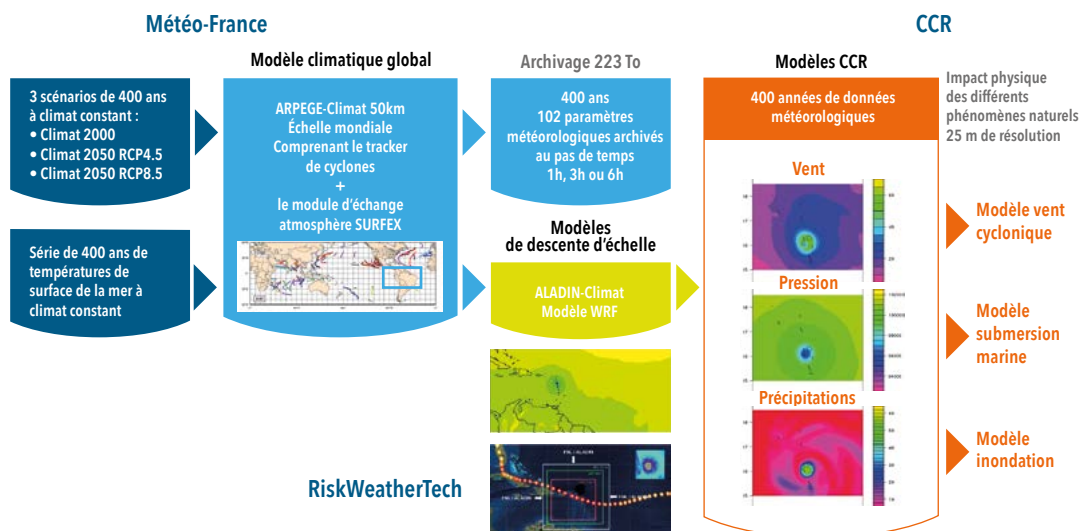 Météo-France
CCR
3 scénarios de 400 ans
à climat constant :
• Climat 2000
• Climat 2050 RCP4.5
• Climat 2050 RCP8.5
Série de 400 ans de
températures de
surface de la mer à
climat constant
Modèle climatique global
ARPEGE-Climat 50km
Échelle mondiale
Comprenant le tracker
de cyclones
+
le module d'échange
atmosphère SURFEX
Archivage 223 To
400 ans
102 paramètres
météorologiques archivés
au pas de temps
1h, 3h ou 6h
Modèles
de descente d'échelle
ALADIN-Climat
Modèle WRF
RiskWeatherTech
Modèles CCR
400 années de données
météorologiques
Vent
Pression
Précipitations
Impact physique
des différents
phénomènes naturels
25 m de résolution
Modèle vent
cyclonique
Modèle
submersion
marine
Modèle
inondation